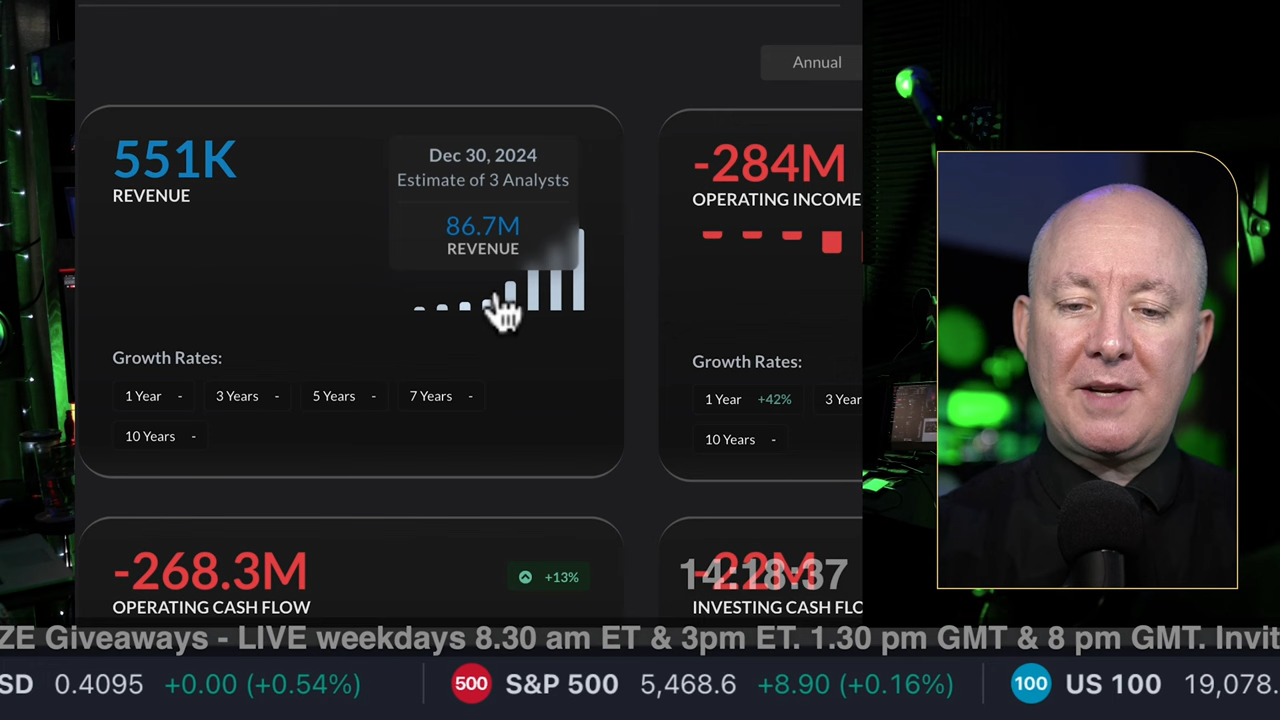 Annual
551K
REVENUE
Dec 30, 2024
Estimate of 3 Analysts
86.7M
REVENUE
Growth Rates:
1 Year -
3 Years -
5 Years -
7 Years -
10 Years -
-284M
OPERATING INCOME
Growth Rates:
1 Year +42%
3 Year
10 Years -
-268.3M
+13%
OPERATING CASH FLOW
-22M
14:18:37
INVESTING CASH FLO
ZE Giveaways - LIVE weekdays 8.30 am ET & 3pm ET. 1.30 pm GMT & 8 pm GMT. Invit
SD 0.4095 +0.00 (+0.54%)
500 S&P 500 5,468.6 +8.90 (+0.16%)
100 US 100 19,078.